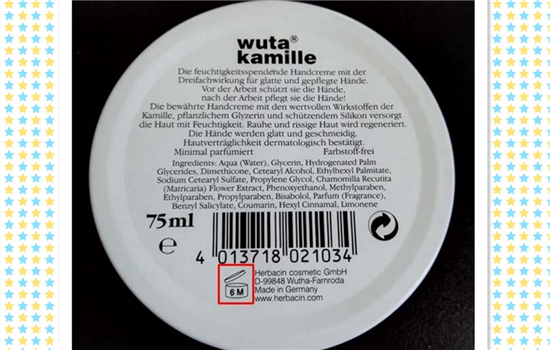 wuta®
kamille
Die feuchtigkeitsspendende Handcreme mit der
Dreifachwirkung für glatte und gepflegte Hände.
Vor der Arbeit schützt sie die Hände,
nach der Arbeit pflegt sie die Hände!
Die bewährte Handcreme mit den wertvollen Wirkstoffen der
Kamille, pflanzlichem Glyzerin und schützendem Silikon versorgt
die Haut mit Feuchtigkeit. Rauhe und rissige Haut wird regeneriert.
Die Hände werden glatt und geschmeidig.
Hautverträglichkeit dermatologisch bestätigt.
Minimal parfümiert Farbstoff-frei
Ingredients: Aqua (Water), Glycerin, Hydrogenated Palm
Glycerides, Dimethicone, Cetearyl Alcohol, Ethylhexyl Palmitate,
Sodium Cetearyl Sulfate, Propylene Glycol, Chamomilla Recutita
(Matricaria) Flower Extract, Phenoxyethanol, Methylparaben,
Ethylparaben, Propylparaben, Bisabolol, Parfum (Fragrance),
Benzyl Salicylate, Coumarin, Hexyl Cinnamal, Limonene
75ml
e
4 013718 021034
6 M
Herbacin cosmetic GmbH
D-99848 Wutha-Farnroda
Made in Germany
www.herbacin.com